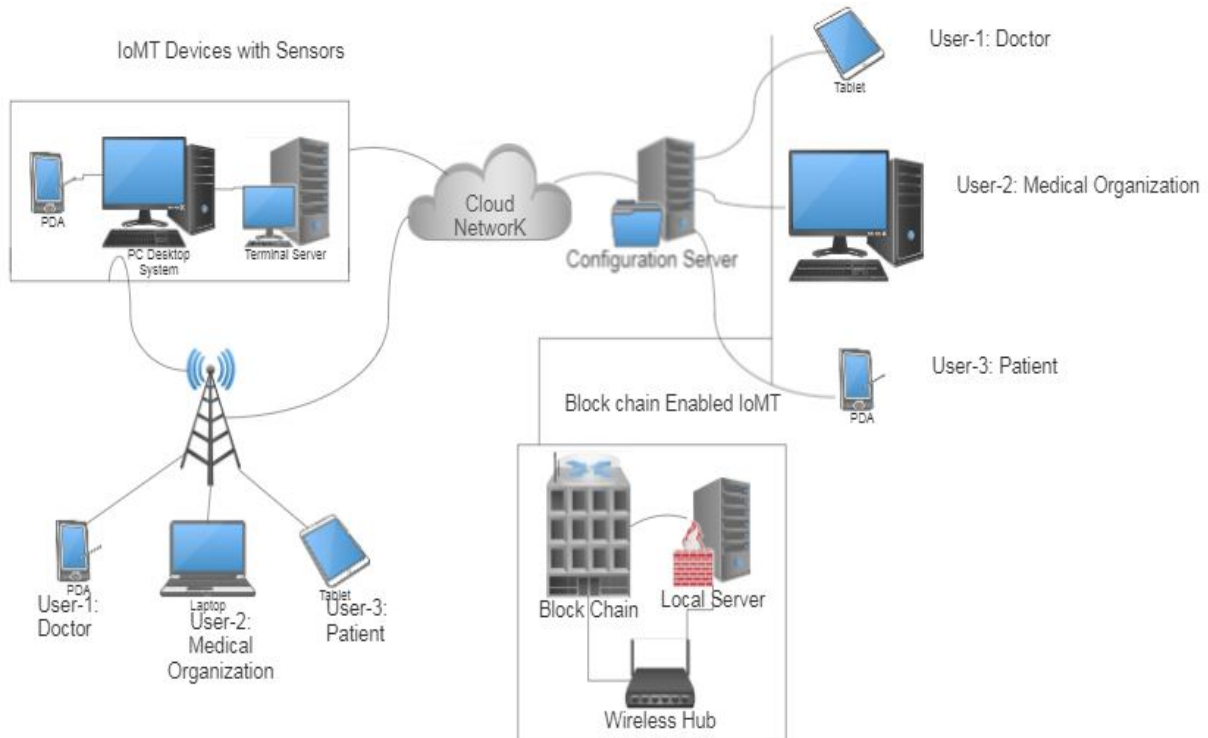 IoMT Devices with Sensors
PDA
PC Desktop
System
Terminal Server
Cloud
NetworK
Configuration Server
Tablet
User-1: Doctor
User-2: Medical Organization
User-3: Patient
PDA
Block chain Enabled IoMT
Block Chain
Local Server
Wireless Hub
PDA
User-1:
Doctor
Laptop
User-2:
Medical
Organization
Tablet
User-3:
Patient